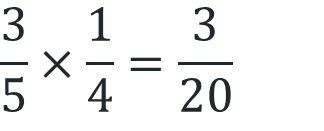 3/5 × 1/4 = 3/20